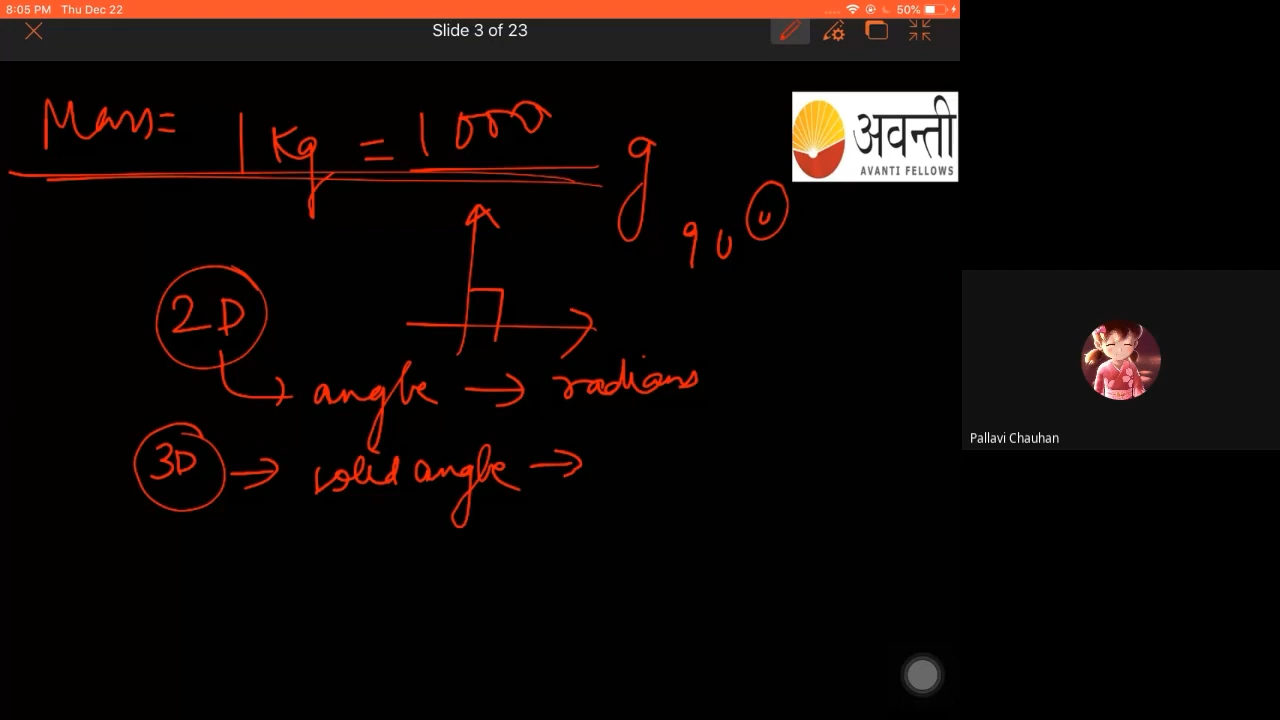 8:05 PM Thu Dec 22 50%
Slide 3 of 23
Mass = 1 Kg = 1000 g
अवन्ती
AVANTI FELLOWS
90°
2D
angle → radians
3D → solid angle →
Pallavi Chauhan